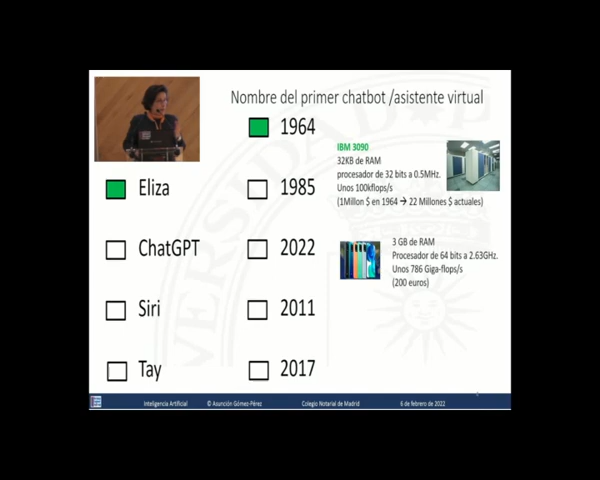 Nombre del primer chatbot /asistente virtual
1964
IBM 3090
32KB de RAM
procesador de 32 bits a 0.5MHz.
Unos 100kflops/s
(1Millon $ en 1964 → 22 Millones $ actuales)
Eliza
1985
ChatGPT
2022
3 GB de RAM
Procesador de 64 bits a 2.63GHz.
Unos 786 Giga-flops/s
(200 euros)
Siri
2011
Tay
2017
Inteligencia Artificial © Asunción Gómez-Pérez Colegio Notarial de Madrid 6 de febrero de 2022